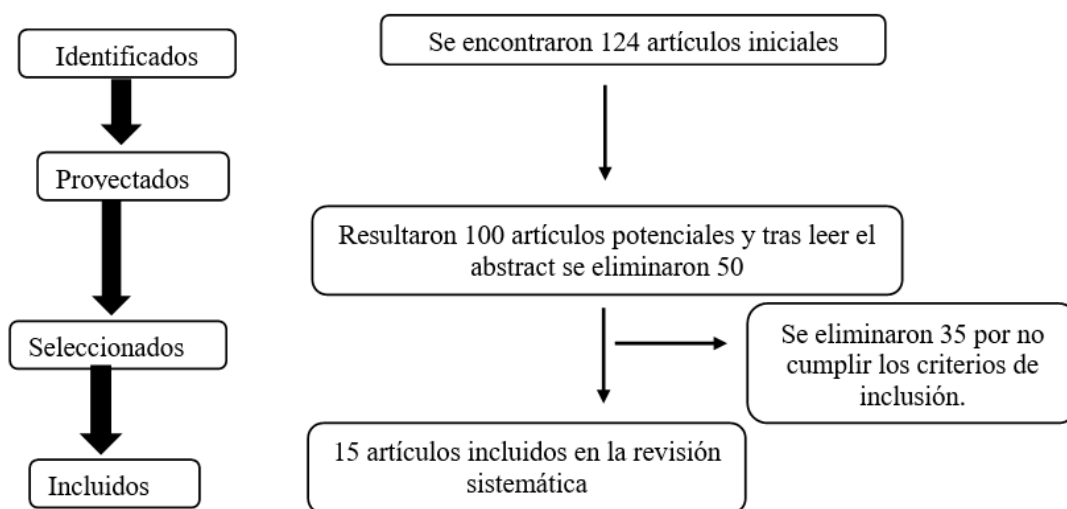 Identificados
Se encontraron 124 artículos iniciales
Proyectados
Resultaron 100 artículos potenciales y tras leer el
abstract se eliminaron 50
Seleccionados
Se eliminaron 35 por no
cumplir los criterios de
inclusión.
15 artículos incluidos en la revisión
sistemática
Incluidos